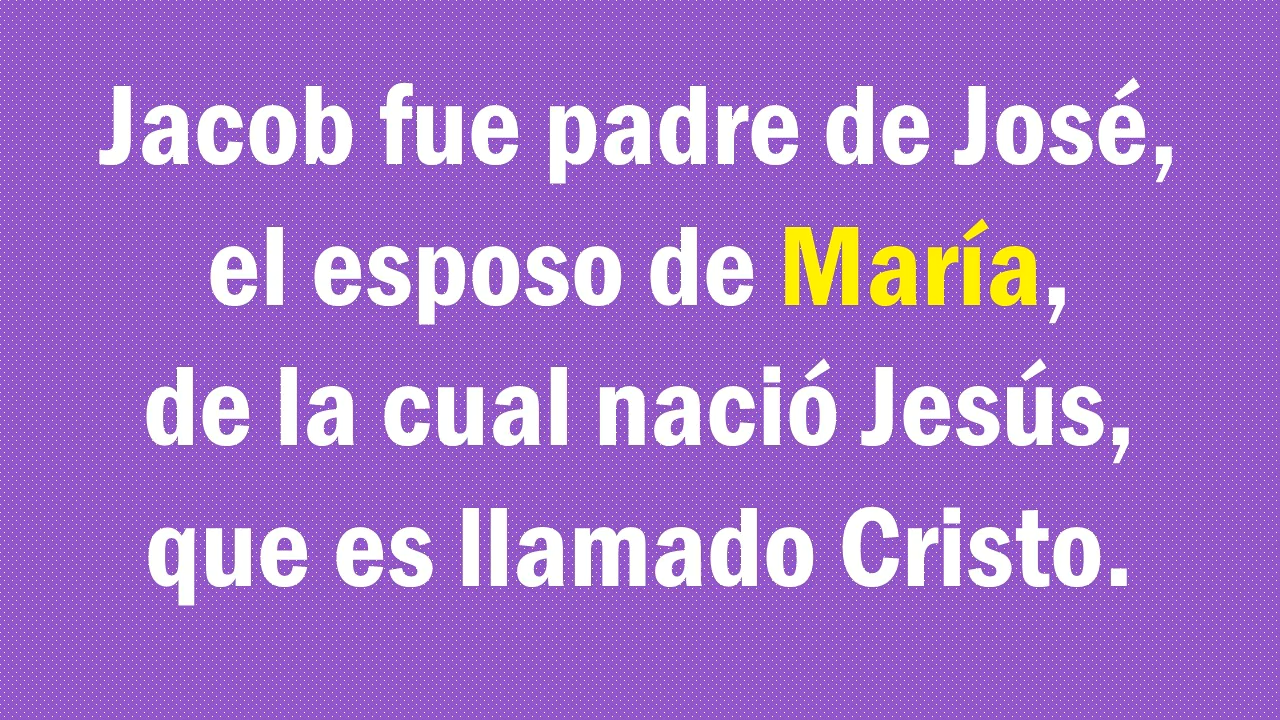 Jacob fue padre de José,
el esposo de María,
de la cual nació Jesús,
que es llamado Cristo.